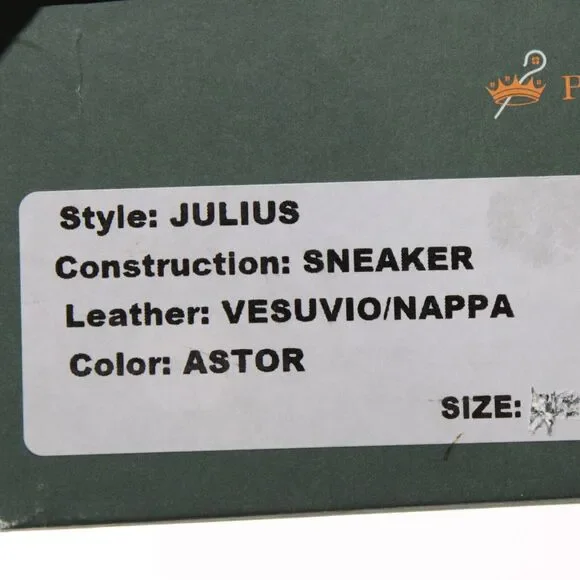 P
Style: JULIUS
Construction: SNEAKER
Leather: VESUVIO/NAPPA
Color: ASTOR
SIZE: